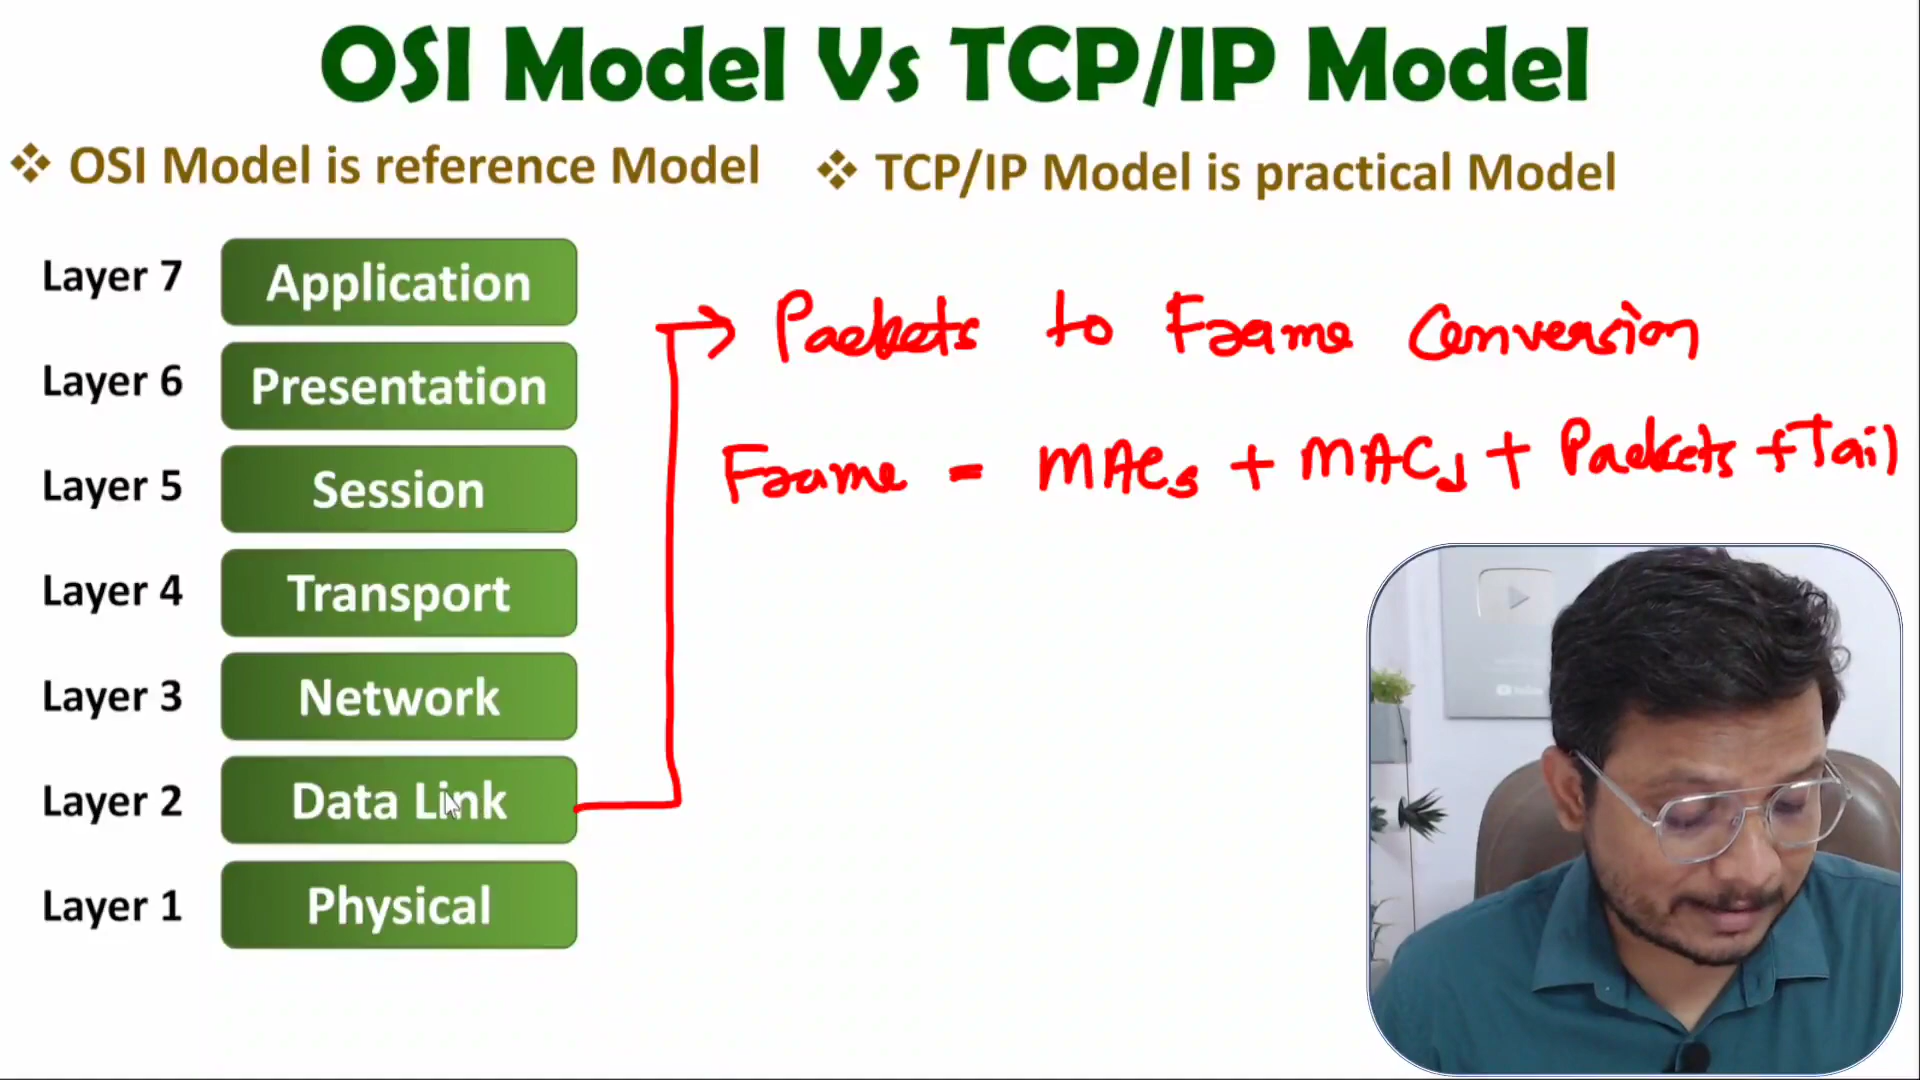 OSI Model Vs TCP/IP Model
❖ OSI Model is reference Model
❖ TCP/IP Model is practical Model
Layer 7 Application
Layer 6 Presentation
Layer 5 Session
Layer 4 Transport
Layer 3 Network
Layer 2 Data Link
Layer 1 Physical
→ Packets to Frame Conversion
Frame = MACs + MACd + Packets + Tail